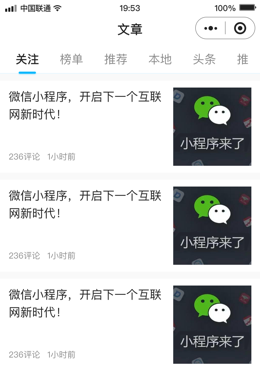 中国联通 19:53 100%
文章
关注 榜单 推荐 本地 头条 推
微信小程序，开启下一个互联
网新时代！
236评论 1小时前
小程序来了
微信小程序，开启下一个互联
网新时代！
236评论 1小时前
小程序来了
微信小程序，开启下一个互联
网新时代！
236评论 1小时前
小程序来了